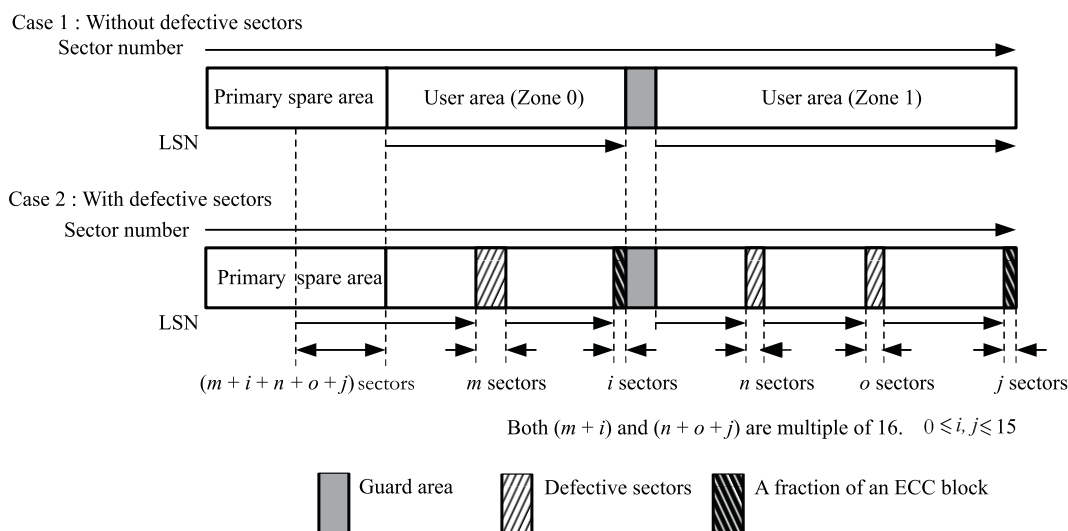 Case 1 : Without defective sectors
Sector number
Primary spare area User area (Zone 0) User area (Zone 1)
LSN
Case 2 : With defective sectors
Sector number
Primary spare area
LSN
(m + i + n + o + j) sectors m sectors i sectors n sectors o sectors j sectors
Both (m + i) and (n + o + j) are multiple of 16. 0 ≤ i, j ≤ 15
Guard area Defective sectors A fraction of an ECC block